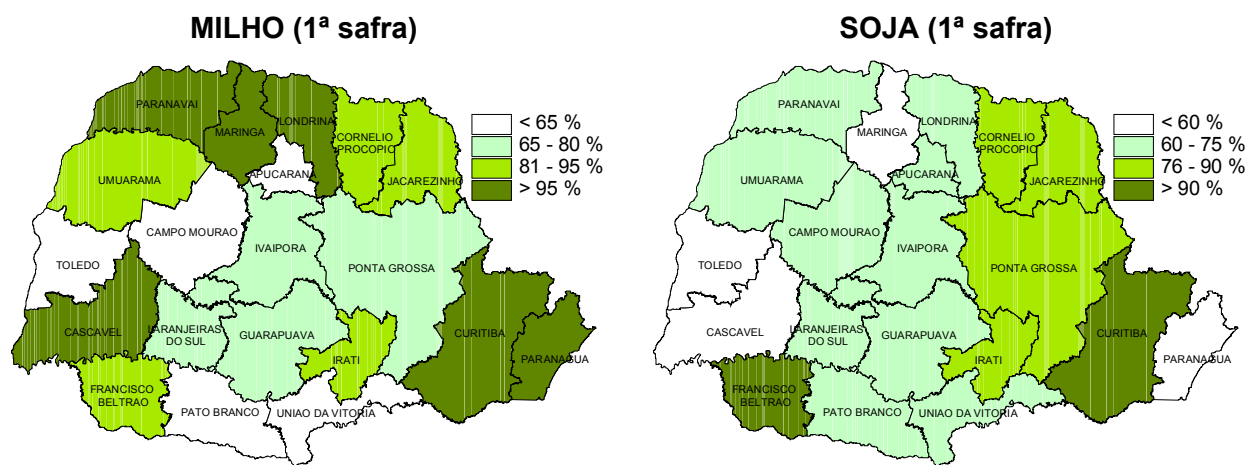 MILHO (1ª safra)
PARANAVAI
MARINGA
LONDRINA
CORNELIO
PROCOPIO
APUCARANA
JACAREZINHO
UMUARAMA
CAMPO MOURAO
IVAIPORA
TOLEDO
PONTA GROSSA
CASCAVEL
LARANJEIRAS
DO SUL
GUARAPUAVA
CURITIBA
IRATI
PARANAGUA
FRANCISCO
BELTRAO
PATO BRANCO
UNIAO DA VITORIA
< 65 %
65 - 80 %
81 - 95 %
> 95 %
SOJA (1ª safra)
PARANAVAI
MARINGA
LONDRINA
CORNELIO
PROCOPIO
APUCARANA
JACAREZINHO
UMUARAMA
CAMPO MOURAO
IVAIPORA
TOLEDO
PONTA GROSSA
CASCAVEL
LARANJEIRAS
DO SUL
GUARAPUAVA
CURITIBA
IRATI
PARANAGUA
FRANCISCO
BELTRAO
PATO BRANCO
UNIAO DA VITORIA
< 60 %
60 - 75 %
76 - 90 %
> 90 %